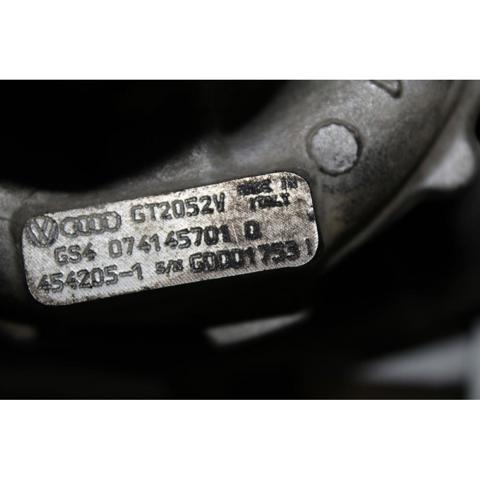 GT2052V MADE IN ITALY
GS4 074145701 Q
454205-1 S/N G0001753 I